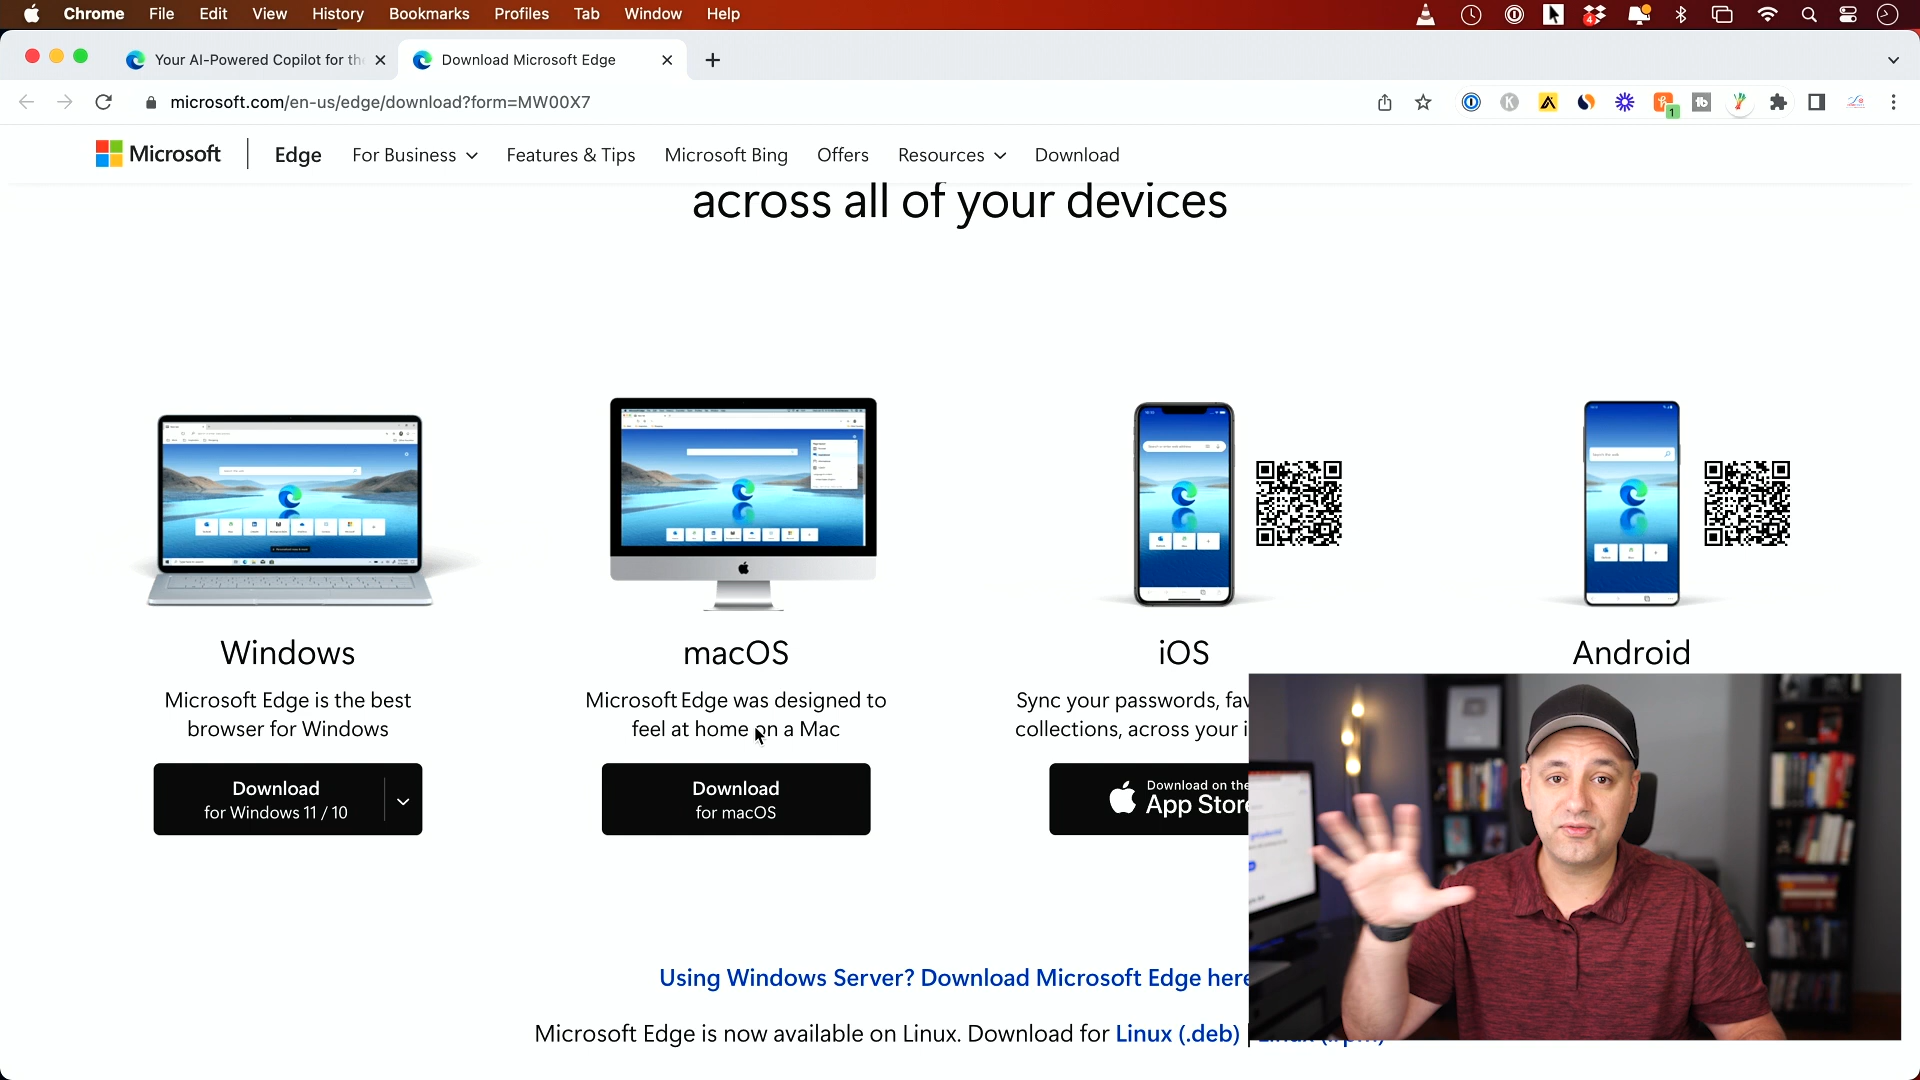 Chrome File Edit View History Bookmarks Profiles Tab Window Help
4
Your AI-Powered Copilot for th
Download Microsoft Edge
microsoft.com/en-us/edge/download?form=MW00X7
1
Microsoft Edge For Business Features & Tips Microsoft Bing Offers Resources Download
across all of your devices
Windows
Microsoft Edge is the best
browser for Windows
Download
for Windows 11 / 10
macOS
Microsoft Edge was designed to
feel at home on a Mac
Download
for macOS
iOS
Sync your passwords, fav
collections, across your i
Download on the
App Store
Android
Using Windows Server? Download Microsoft Edge here
Microsoft Edge is now available on Linux. Download for Linux (.deb) | Linux (.rpm)